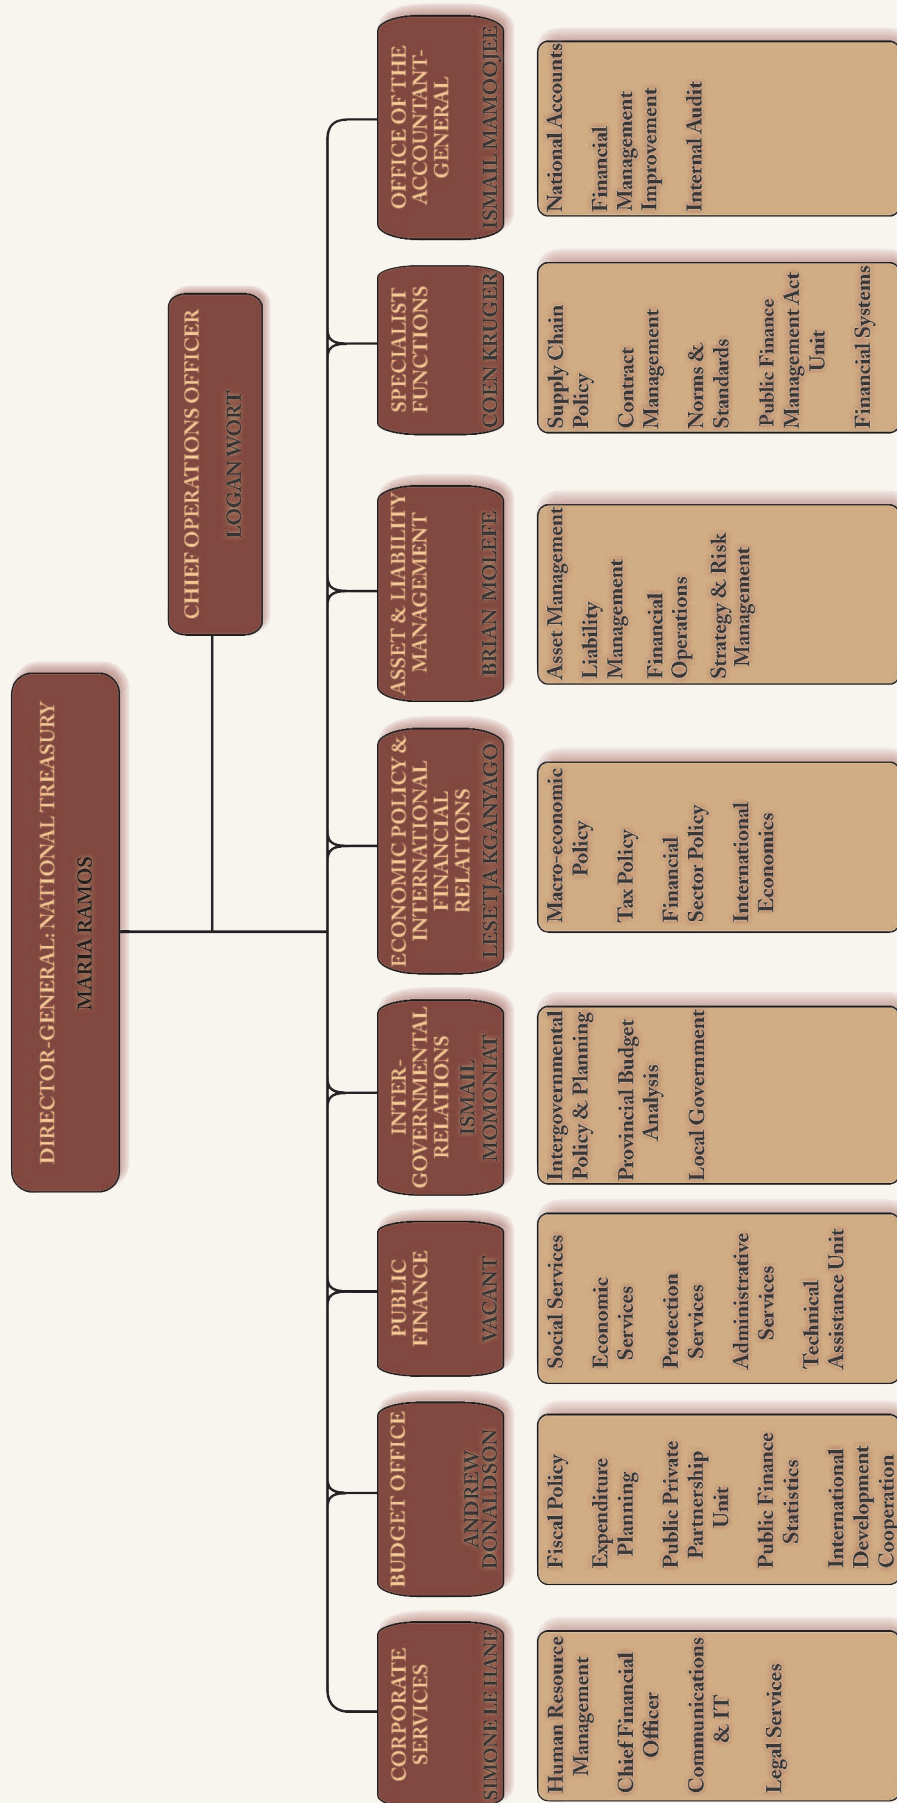 DIRECTOR-GENERAL: NATIONAL TREASURY
MARIA RAMOS
CHIEF OPERATIONS OFFICER
LOGAN WORT
CORPORATE
SERVICES
SIMONE LE HANE
BUDGET OFFICE
ANDREW
DONALDSON
PUBLIC
FINANCE
VACANT
INTER-
GOVERNMENTAL
RELATIONS
ISMAIL
MOMONIAT
ECONOMIC POLICY &
INTERNATIONAL
FINANCIAL
RELATIONS
LESETJA KGANYAGO
ASSET & LIABILITY
MANAGEMENT
BRIAN MOLEFE
SPECIALIST
FUNCTIONS
COEN KRUGER
OFFICE OF THE
ACCOUNTANT-
GENERAL
ISMAIL MAMOOJEE
Human Resource
Management
Chief Financial
Officer
Communications
& IT
Legal Services
Fiscal Policy
Expenditure
Planning
Public Private
Partnership
Unit
Public Finance
Statistics
International
Development
Cooperation
Social Services
Economic
Services
Protection
Services
Administrative
Services
Technical
Assistance Unit
Intergovernmental
Policy & Planning
Provincial Budget
Analysis
Local Government
Macro-economic
Policy
Tax Policy
Financial
Sector Policy
International
Economics
Asset Management
Liability
Management
Financial
Operations
Strategy & Risk
Management
Supply Chain
Policy
Contract
Management
Norms &
Standards
Public Finance
Management Act
Unit
Financial Systems
National Accounts
Financial
Management
Improvement
Internal Audit